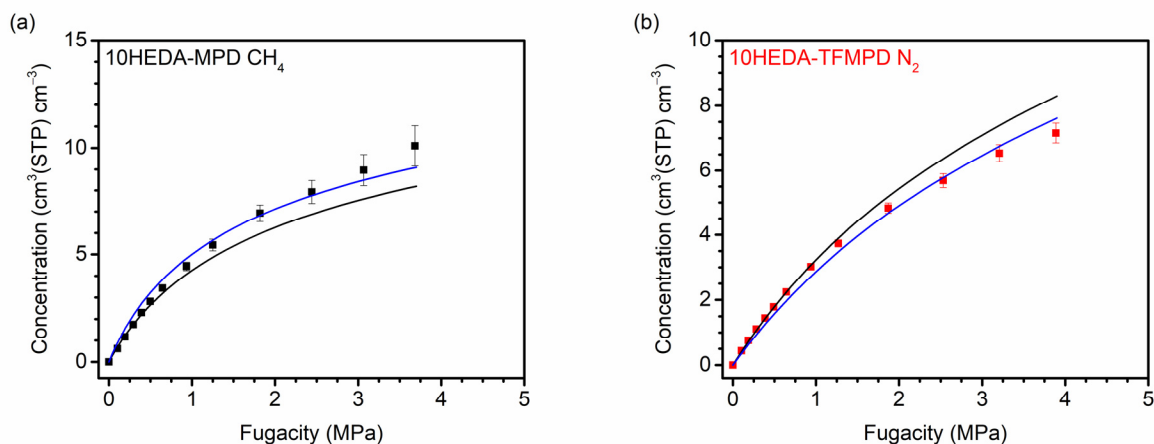 (a)
10HEDA-MPD CH₄
15
10
5
0
Concentration (cm³(STP) cm⁻³)
0 1 2 3 4 5
Fugacity (MPa)
(b)
10HEDA-TFMPD N₂
10
8
6
4
2
0
Concentration (cm³(STP) cm⁻³)
0 1 2 3 4 5
Fugacity (MPa)